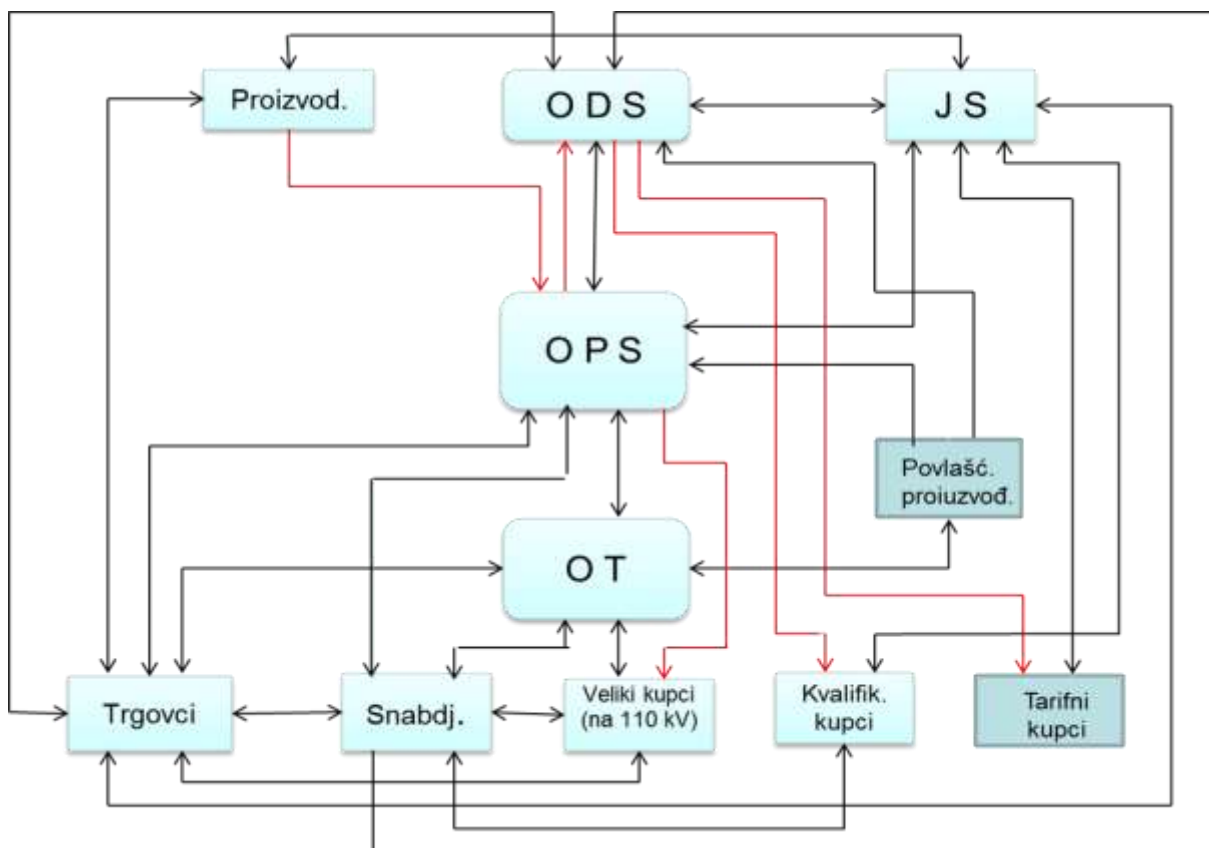 Proizvod.
O D S
J S
O P S
Povlašć.
proiuzvođ.
O T
Trgovci
Snabdj.
Veliki kupci
(na 110 kV)
Kvalifik.
kupci
Tarifni
kupci